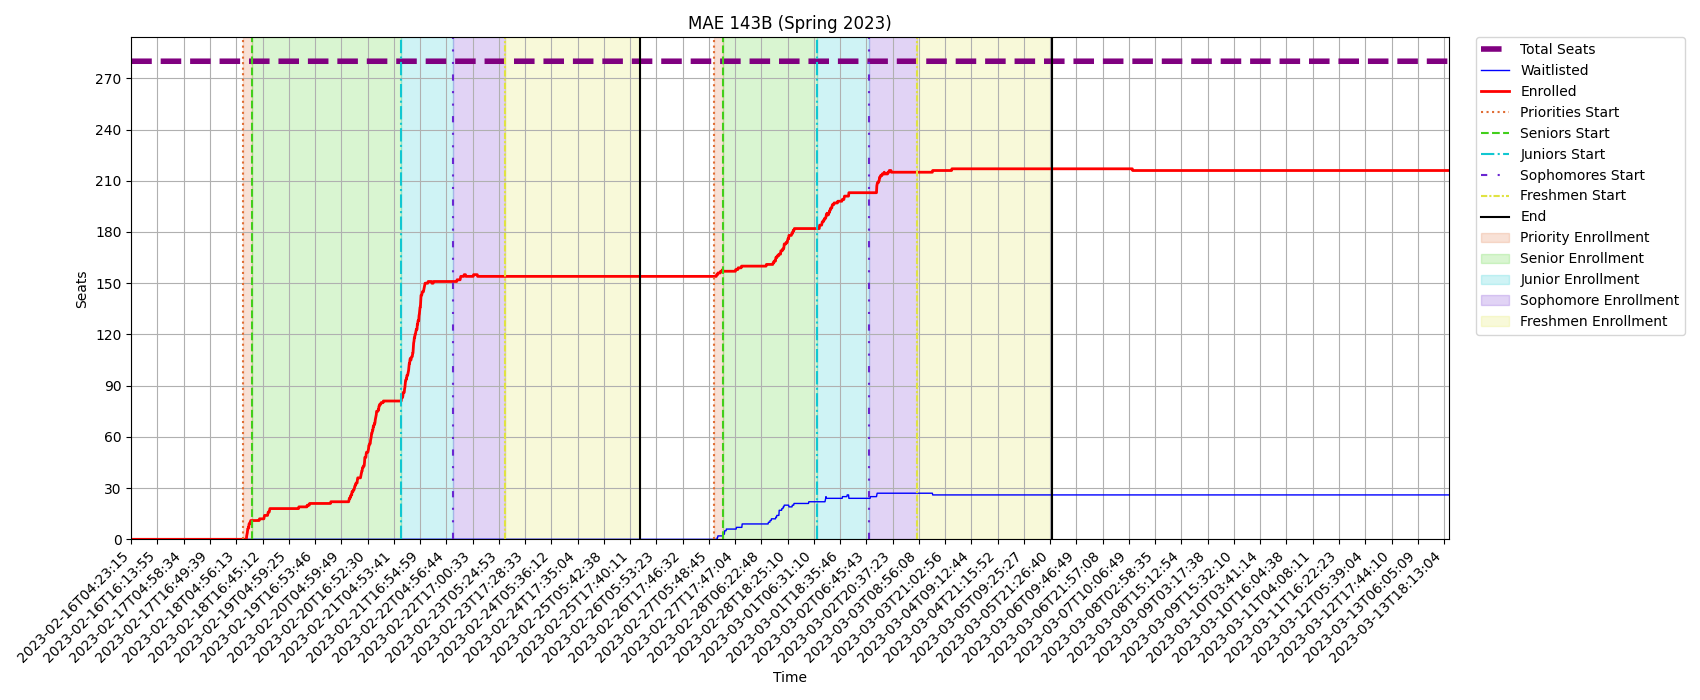 MAE 143B (Spring 2023)
Seats
270
240
210
180
150
120
90
60
30
0
2023-02-16T04:23:15
2023-02-16T16:13:55
2023-02-17T04:58:34
2023-02-17T16:49:39
2023-02-18T04:56:13
2023-02-18T16:45:12
2023-02-19T04:59:25
2023-02-19T16:53:46
2023-02-20T04:59:49
2023-02-20T16:52:30
2023-02-21T04:53:41
2023-02-21T16:54:59
2023-02-22T04:56:44
2023-02-22T17:00:33
2023-02-23T05:24:53
2023-02-23T17:28:33
2023-02-24T05:36:12
2023-02-24T17:35:04
2023-02-25T05:42:38
2023-02-25T17:40:11
2023-02-26T05:53:23
2023-02-26T17:46:32
2023-02-27T05:48:45
2023-02-27T17:47:04
2023-02-28T06:22:48
2023-02-28T18:25:10
2023-03-01T06:31:10
2023-03-01T18:35:46
2023-03-02T06:45:43
2023-03-02T20:37:23
2023-03-03T08:56:08
2023-03-03T21:02:56
2023-03-04T09:12:44
2023-03-04T21:15:52
2023-03-05T09:25:27
2023-03-05T21:26:40
2023-03-06T09:46:49
2023-03-06T21:57:08
2023-03-07T10:06:49
2023-03-08T02:58:35
2023-03-08T15:12:54
2023-03-09T03:17:38
2023-03-09T15:32:10
2023-03-10T03:41:14
2023-03-10T16:04:38
2023-03-11T04:08:11
2023-03-11T16:22:23
2023-03-12T05:39:04
2023-03-12T17:44:10
2023-03-13T06:05:09
2023-03-13T18:13:04
Time
Total Seats
Waitlisted
Enrolled
Priorities Start
Seniors Start
Juniors Start
Sophomores Start
Freshmen Start
End
Priority Enrollment
Senior Enrollment
Junior Enrollment
Sophomore Enrollment
Freshmen Enrollment